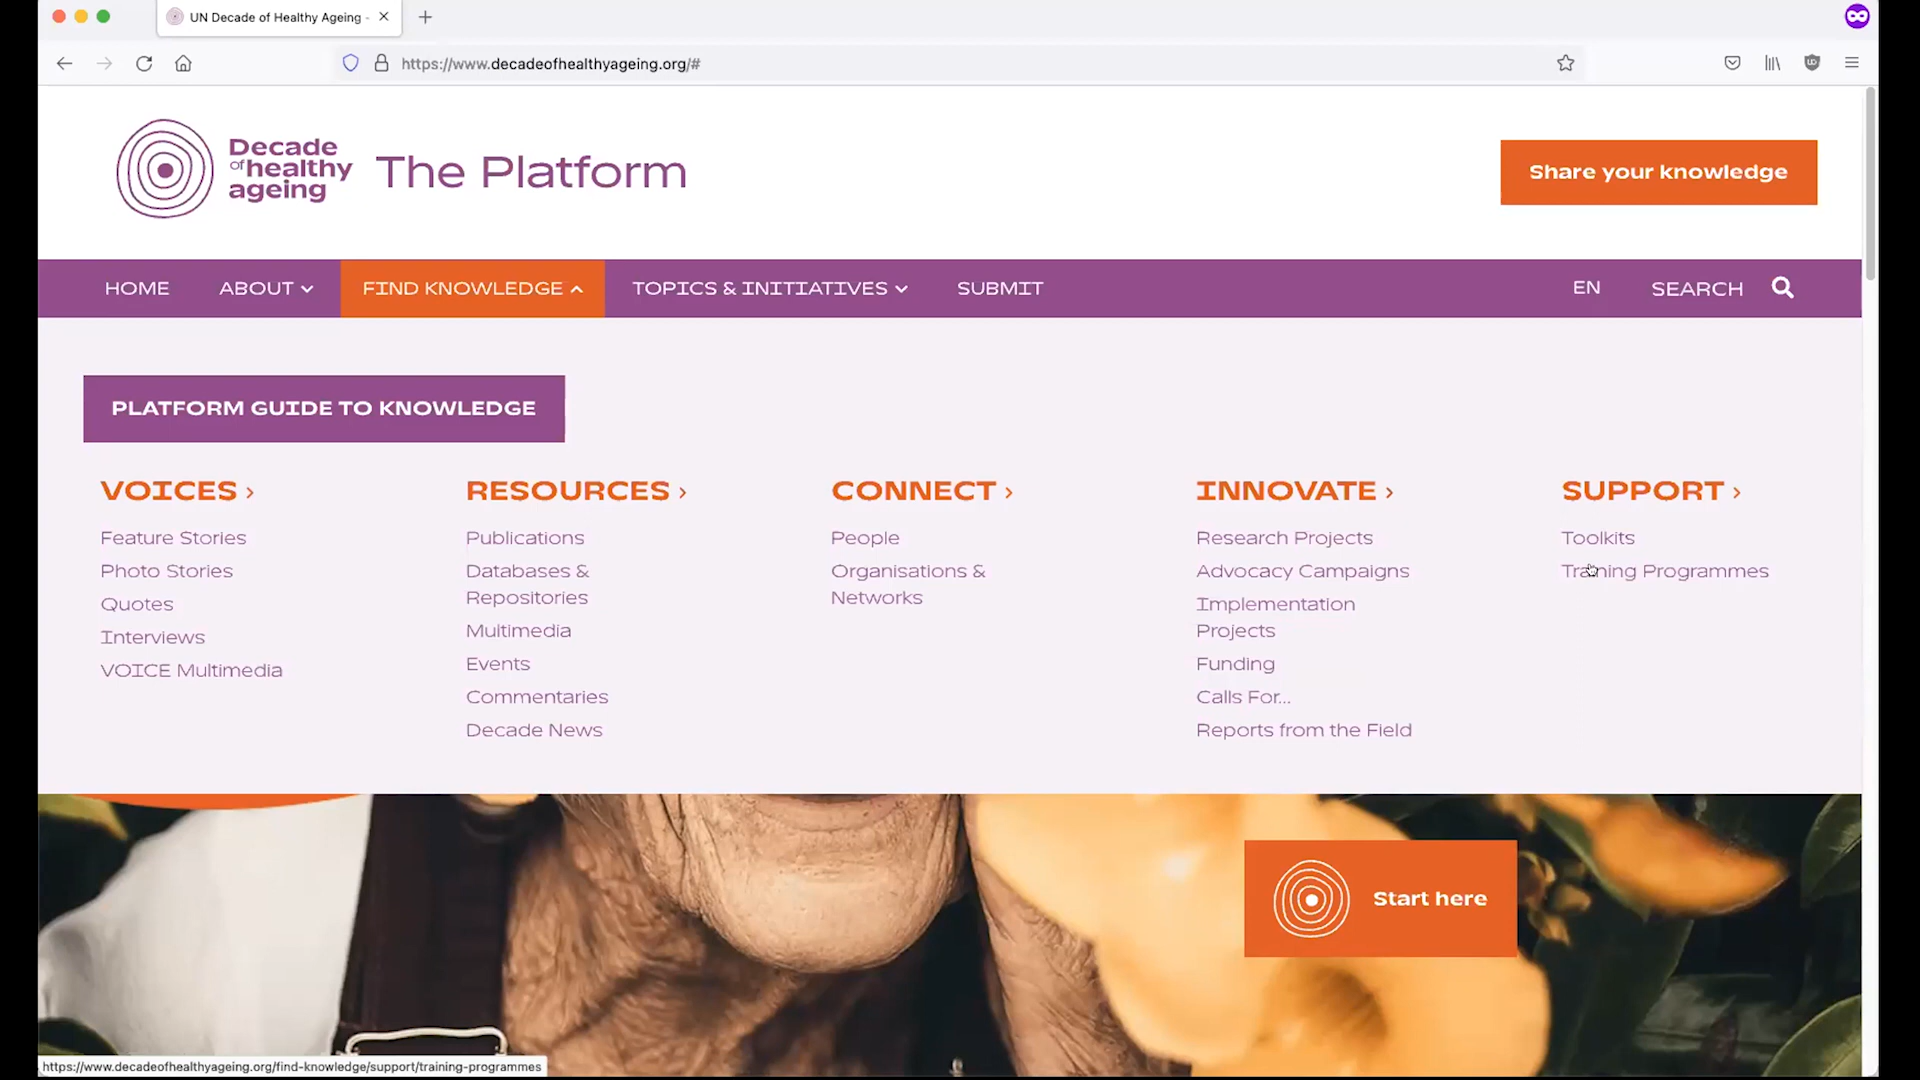 UN Decade of Healthy Ageing -
https://www.decadeofhealthyageing.org/#
Decade
of healthy
ageing
The Platform
Share your knowledge
HOME
ABOUT
FIND KNOWLEDGE
TOPICS & INITIATIVES
SUBMIT
EN
SEARCH
PLATFORM GUIDE TO KNOWLEDGE
VOICES
Feature Stories
Photo Stories
Quotes
Interviews
VOICE Multimedia
RESOURCES
Publications
Databases &
Repositories
Multimedia
Events
Commentaries
Decade News
CONNECT
People
Organisations &
Networks
INNOVATE
Research Projects
Advocacy Campaigns
Implementation
Projects
Funding
Calls For...
Reports from the Field
SUPPORT
Toolkits
Training Programmes
Start here
https://www.decadeofhealthyageing.org/find-knowledge/support/training-programmes